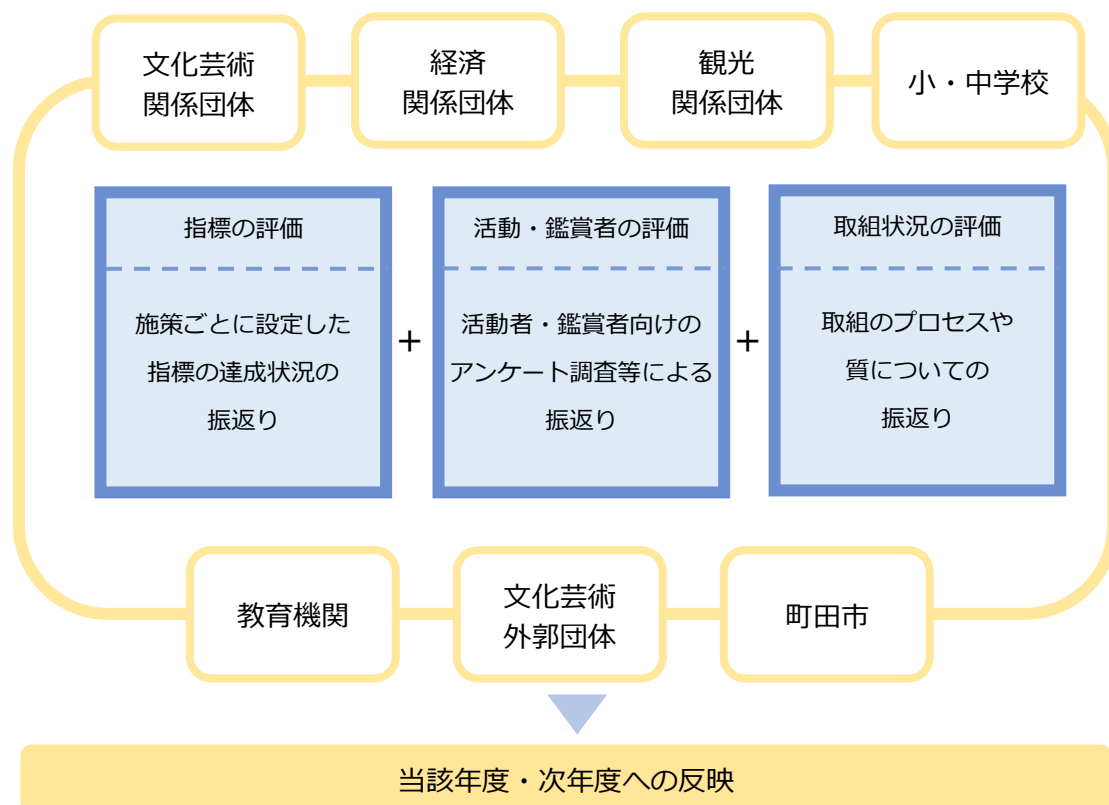 文化芸術
関係団体
経済
関係団体
観光
関係団体
小・中学校
指標の評価
施策ごとに設定した
指標の達成状況の
振返り
+
活動・鑑賞者の評価
活動者・鑑賞者向けの
アンケート調査等による
振返り
+
取組状況の評価
取組のプロセスや
質についての
振返り
教育機関
文化芸術
外郭団体
町田市
当該年度・次年度への反映